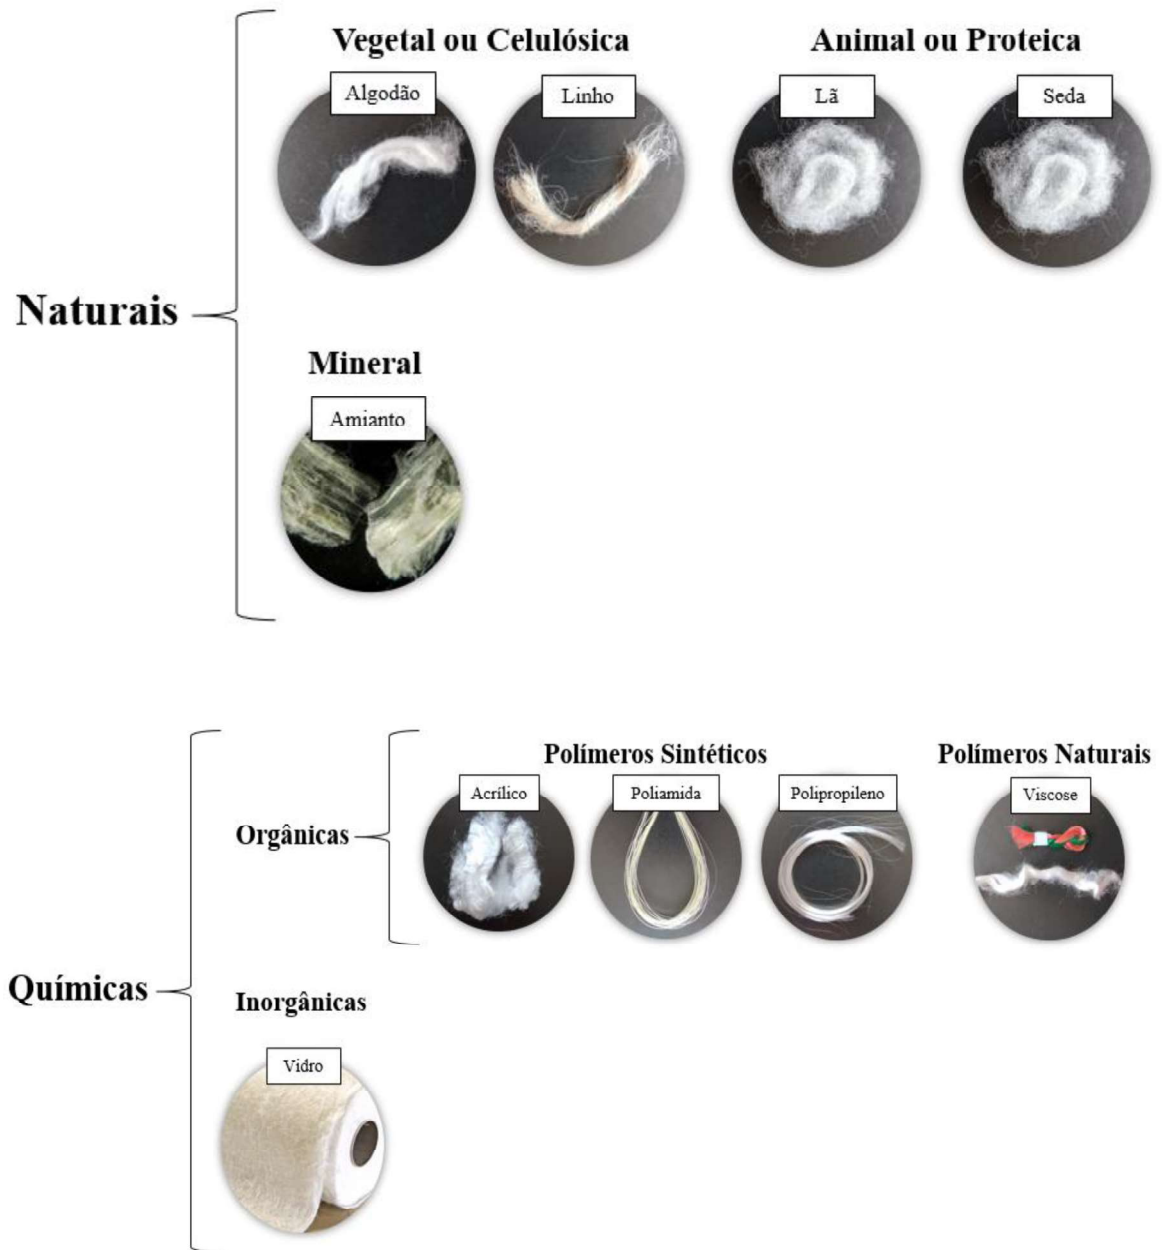 Vegetal ou Celulósica
Animal ou Proteica
Algodão
Linho
Lã
Seda
Naturais
Mineral
Amianto
Polímeros Sintéticos
Polímeros Naturais
Acrílico
Poliamida
Polipropileno
Viscose
Orgânicas
Químicas
Inorgânicas
Vidro